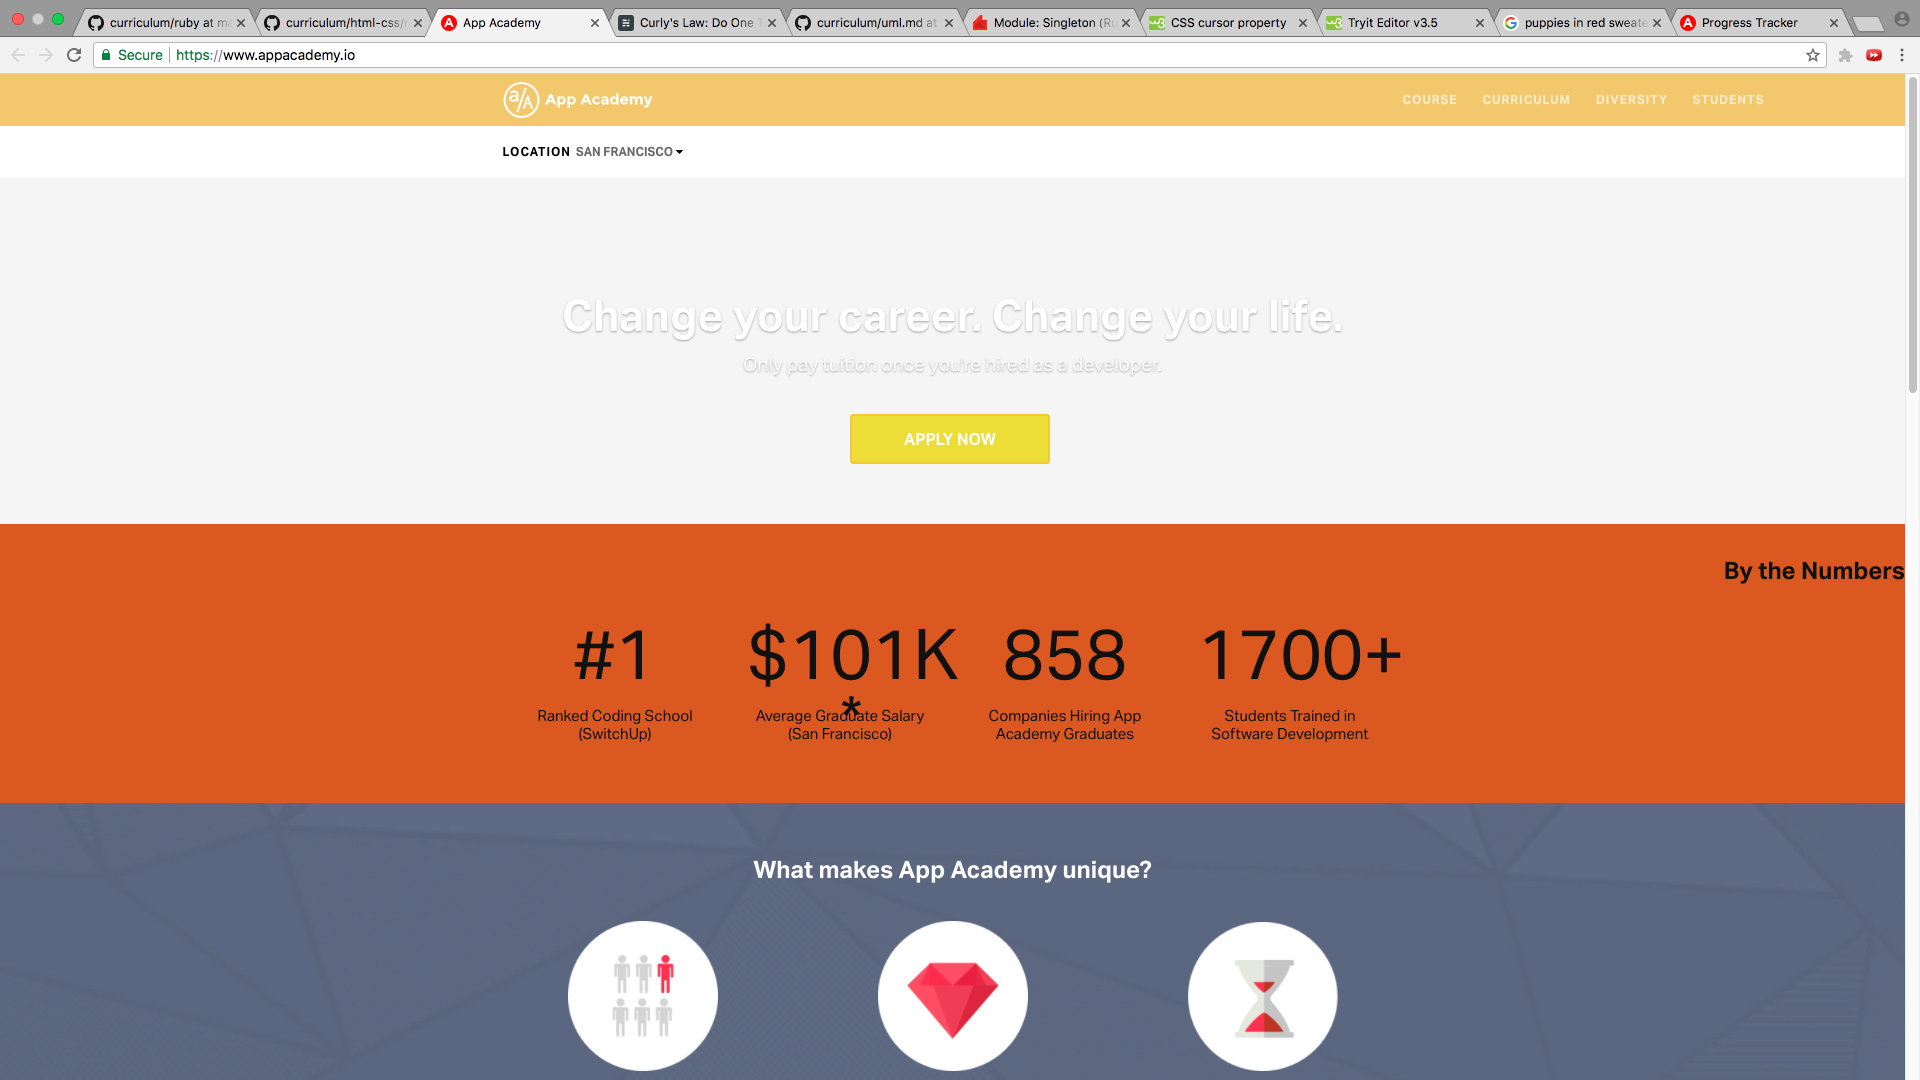 curriculum/ruby at ma
curriculum/html-css/
App Academy
Curly's Law: Do One T
curriculum/uml.md at
Module: Singleton (Ru
CSS cursor property
Tryit Editor v3.5
puppies in red sweate
Progress Tracker
Secure
https://www.appacademy.io
a/A App Academy
COURSE CURRICULUM DIVERSITY STUDENTS
LOCATION SAN FRANCISCO
Change your career. Change your life.
Only pay tuition once you're hired as a developer.
APPLY NOW
By the Numbers
#1
Ranked Coding School
(SwitchUp)
$101K
*
Average Graduate Salary
(San Francisco)
858
Companies Hiring App
Academy Graduates
1700+
Students Trained in
Software Development
What makes App Academy unique?